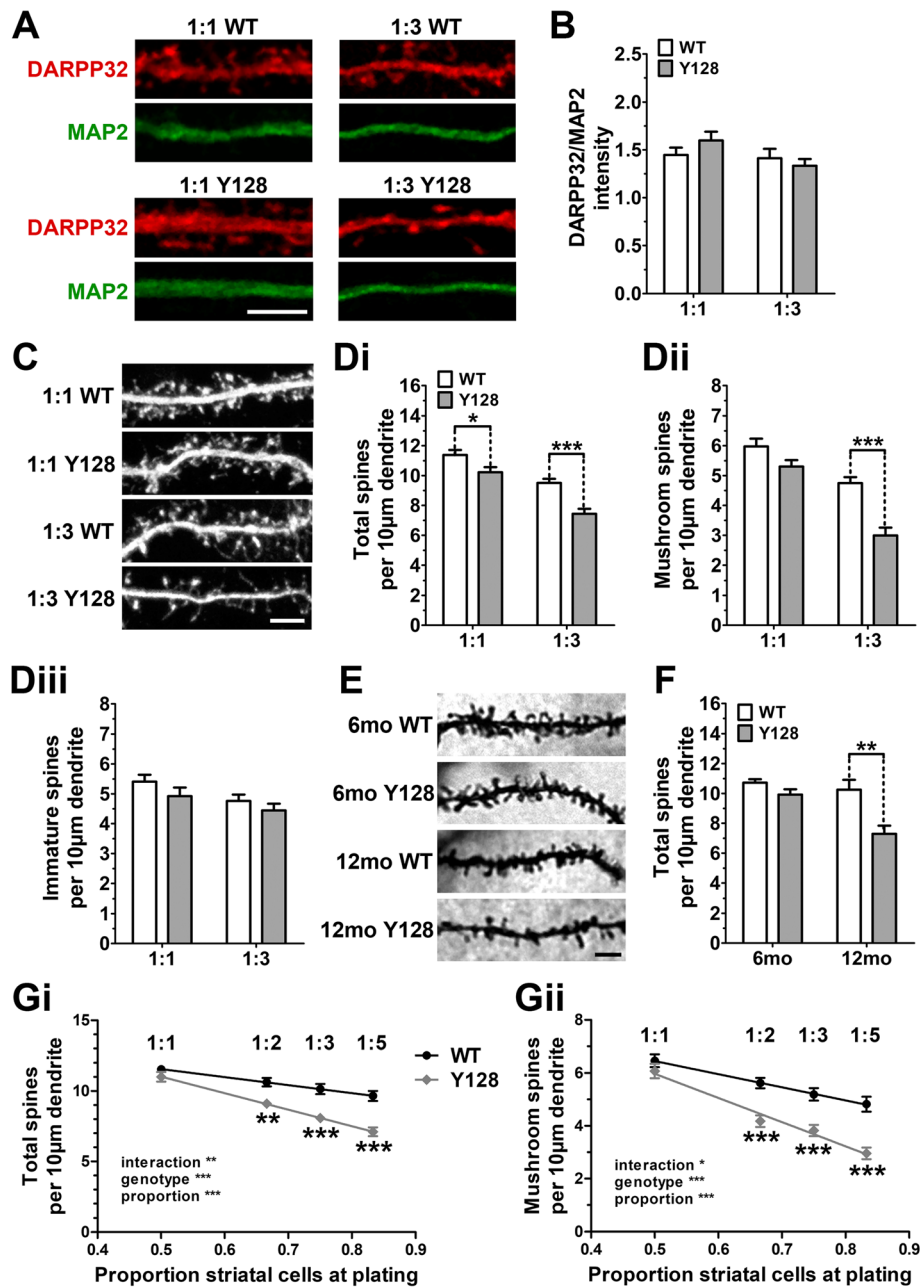 A
1:1 WT
1:3 WT
DARPP32
MAP2
1:1 Y128
1:3 Y128
DARPP32
MAP2
B
WT
Y128
DARPP32/MAP2
intensity
2.5
2.0
1.5
1.0
0.5
0.0
1:1
1:3
C
1:1 WT
1:1 Y128
1:3 WT
1:3 Y128
Di
WT
Y128
Total spines
per 10µm dendrite
16
14
12
10
8
6
4
2
0
*
***
1:1
1:3
Dii
Mushroom spines
per 10µm dendrite
8
7
6
5
4
3
2
1
0
***
1:1
1:3
Diii
Immature spines
per 10µm dendrite
5
5
4
4
3
2
1
0
1:1
1:3
E
6mo WT
6mo Y128
12mo WT
12mo Y128
F
WT
Y128
Total spines
per 10µm dendrite
12
10
8
6
4
2
0
**
6mo
12mo
Gi
Total spines
per 10µm dendrite
15
10
5
0
1:1
1:2
1:3
1:5
**
***
***
interaction **
genotype ***
proportion ***
0.4
0.5
0.6
0.7
0.8
0.9
Proportion striatal cells at plating
WT
Y128
Gii
Mushroom spines
per 10µm dendrite
8
6
4
2
0
1:1
1:2
1:3
1:5
***
***
***
interaction *
genotype ***
proportion ***
0.4
0.5
0.6
0.7
0.8
0.9
Proportion striatal cells at plating